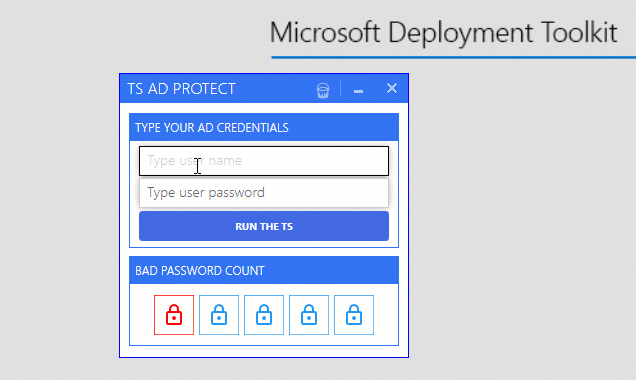 Microsoft Deployment Toolkit
TS AD PROTECT
TYPE YOUR AD CREDENTIALS
Type user name
Type user password
RUN THE TS
BAD PASSWORD COUNT